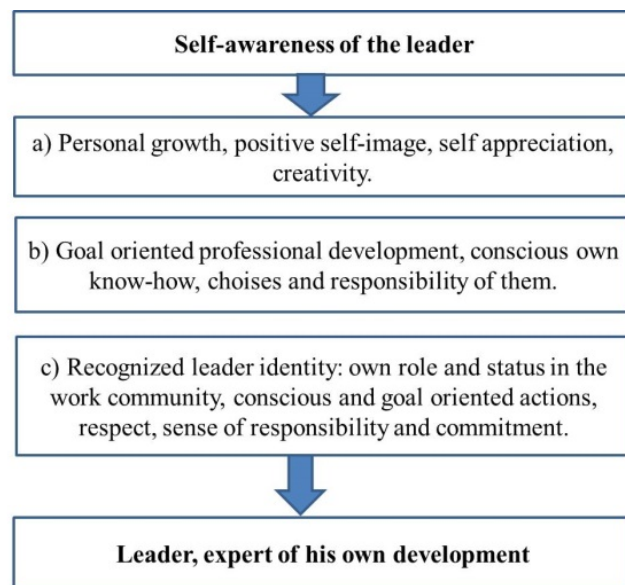 Self-awareness of the leader
a) Personal growth, positive self-image, self appreciation,
creativity.
b) Goal oriented professional development, conscious own
know-how, choises and responsibility of them.
c) Recognized leader identity: own role and status in the
work community, conscious and goal oriented actions,
respect, sense of responsibility and commitment.
Leader, expert of his own development